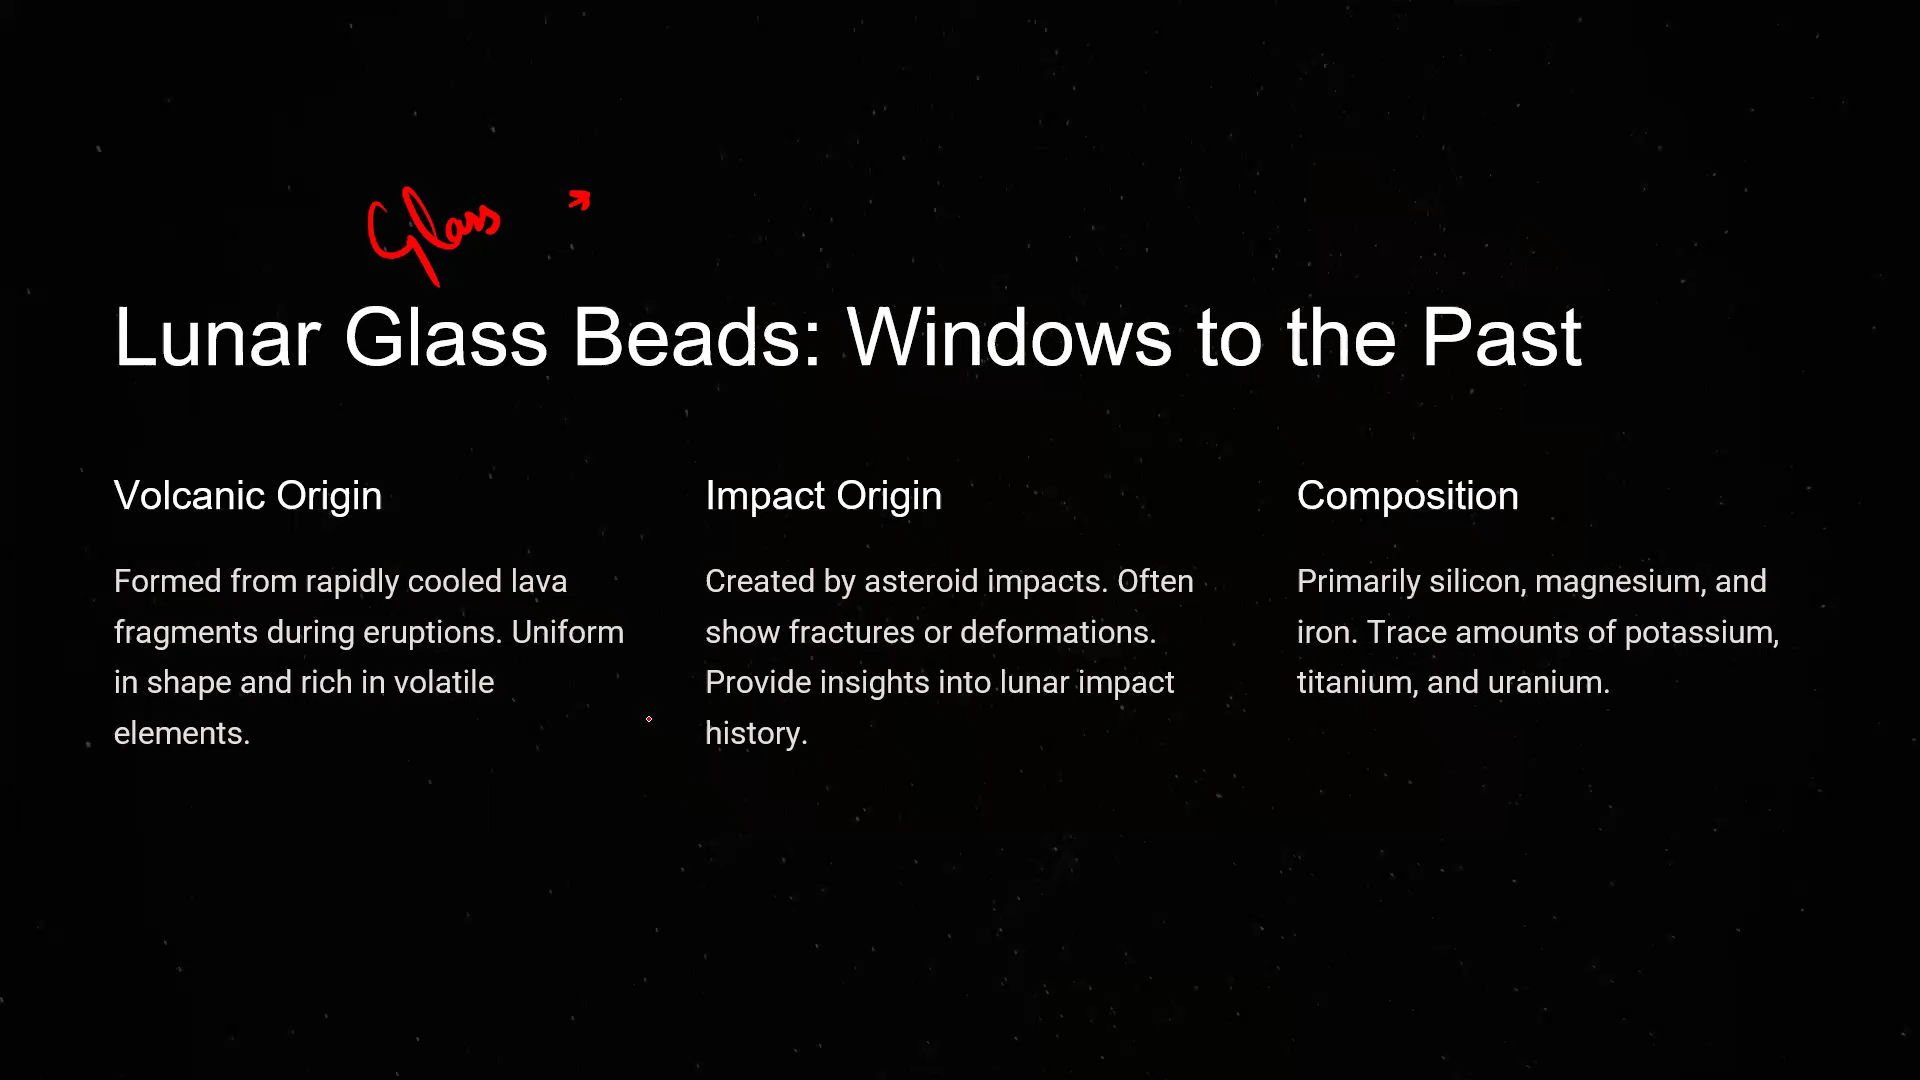 Glass
Lunar Glass Beads: Windows to the Past
Volcanic Origin
Formed from rapidly cooled lava
fragments during eruptions. Uniform
in shape and rich in volatile
elements.
Impact Origin
Created by asteroid impacts. Often
show fractures or deformations.
Provide insights into lunar impact
history.
Composition
Primarily silicon, magnesium, and
iron. Trace amounts of potassium,
titanium, and uranium.